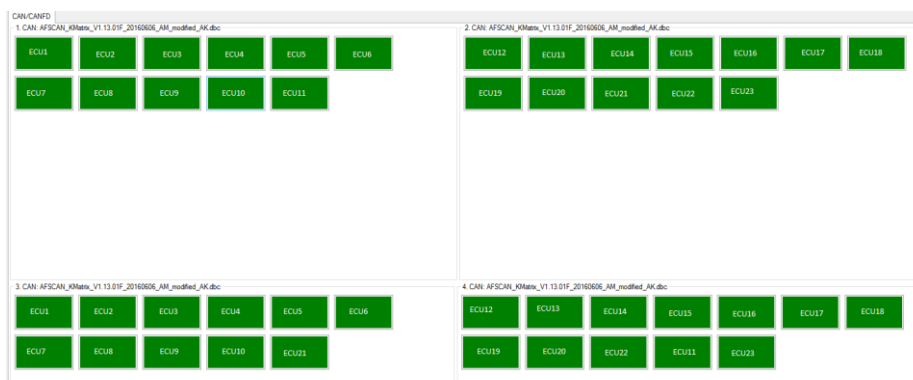 CAN/CANFD
1. CAN: AFSCAN_KMatrix_V1.13.01F_20160606_AM_modified_AK.dbc
ECU1 ECU2 ECU3 ECU4 ECU5 ECU6
ECU7 ECU8 ECU9 ECU10 ECU11
2. CAN: AFSCAN_KMatrix_V1.13.01F_20160606_AM_modified_AK.dbc
ECU12 ECU13 ECU14 ECU15 ECU16 ECU17 ECU18
ECU19 ECU20 ECU21 ECU22 ECU23
3. CAN: AFSCAN_KMatrix_V1.13.01F_20160606_AM_modified_AK.dbc
ECU1 ECU2 ECU3 ECU4 ECU5 ECU6
ECU7 ECU8 ECU9 ECU10 ECU21
4. CAN: AFSCAN_KMatrix_V1.13.01F_20160606_AM_modified_AK.dbc
ECU12 ECU13 ECU14 ECU15 ECU16 ECU17 ECU18
ECU19 ECU20 ECU22 ECU11 ECU23